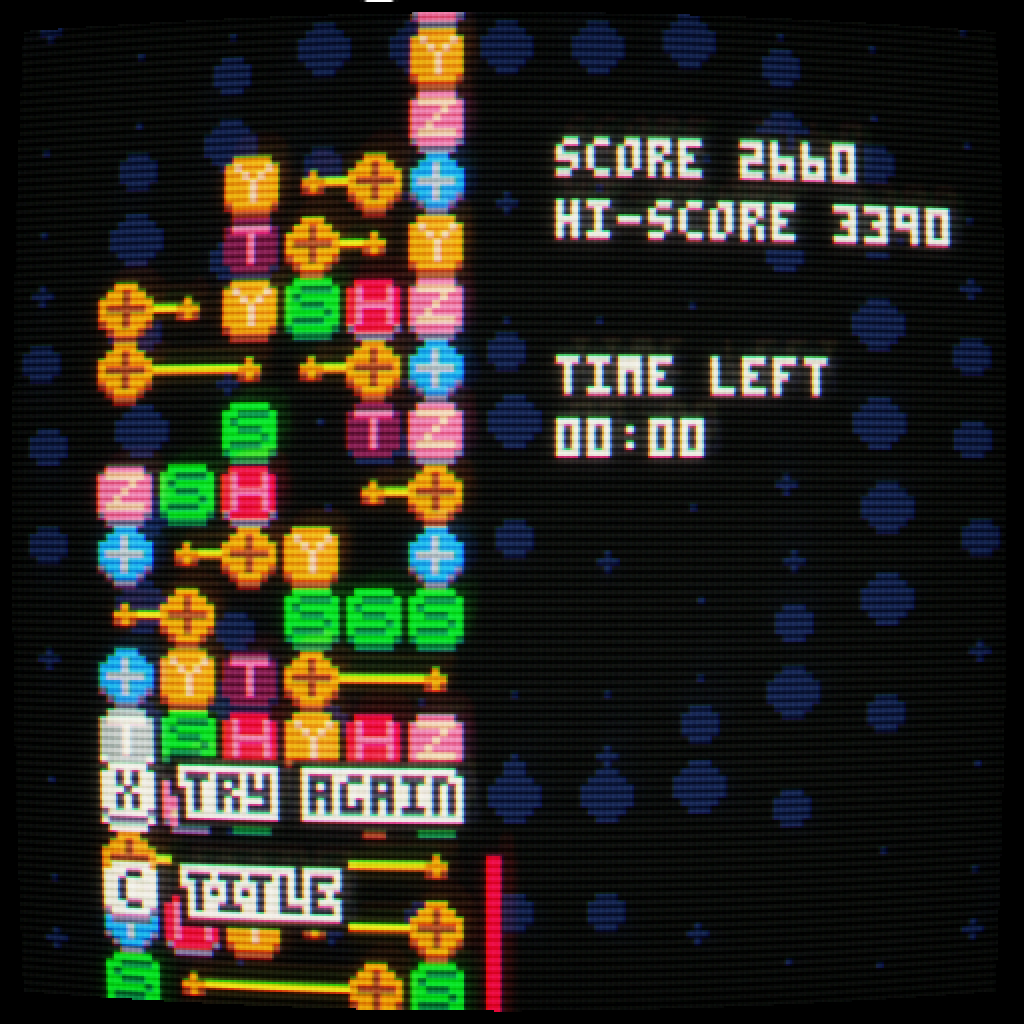 Y
Z
Y
SCORE 2660
T Y
HI-SCORE 3390
Y S H Z
TIME LEFT
S T Z
00:00
Z S H
Y
S S S
Y T
I S H Y H Z
X TRY AGAIN
C TITLE
S S